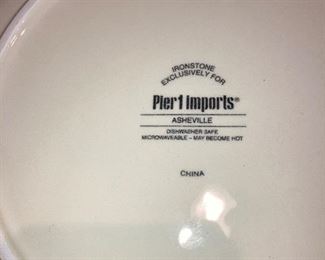 IRONSTONE
EXCLUSIVELY FOR
Pier 1 imports®
ASHEVILLE
DISHWASHER SAFE
MICROWAVEABLE – MAY BECOME HOT
CHINA